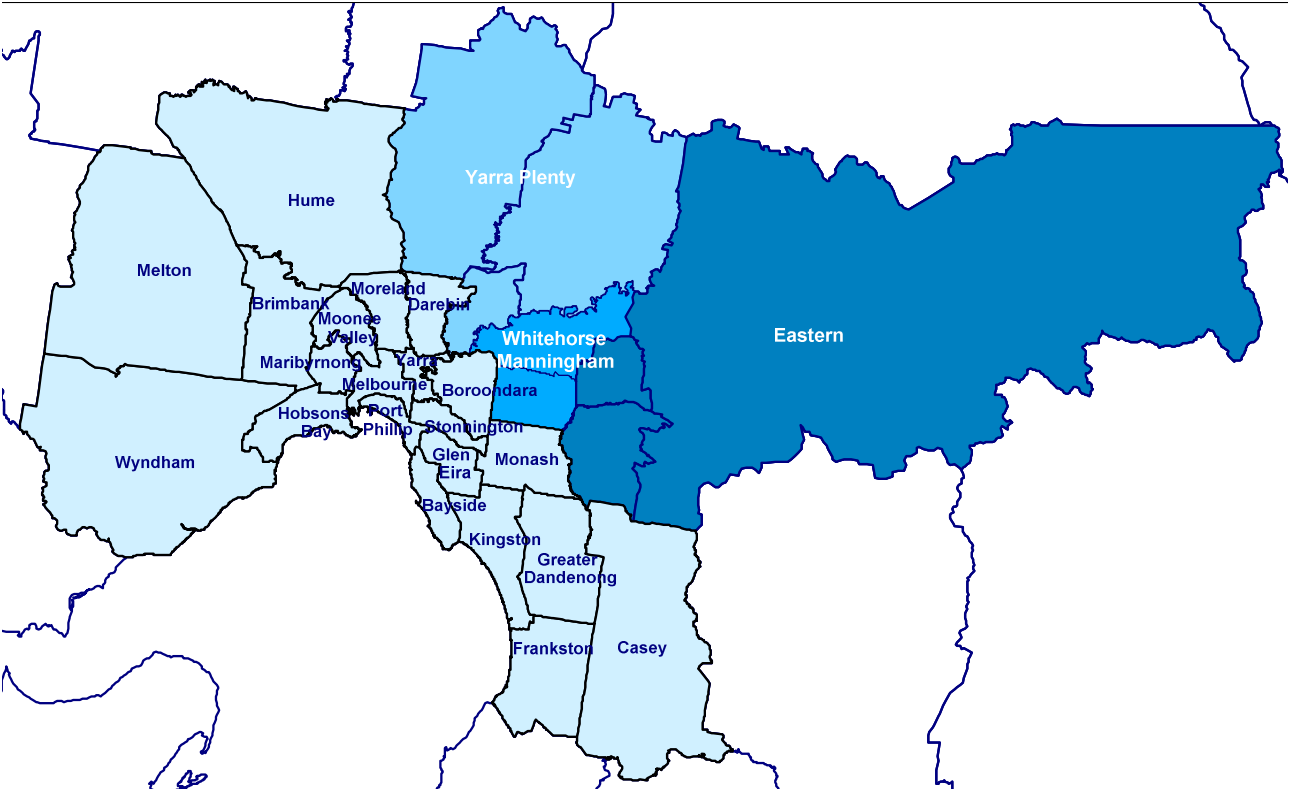 Yarra Plenty
Hume
Melton
Moreland
Brimbank
Darebin
Moonee
Valley
Whitehorse
Manningham
Eastern
Maribyrnong
Yarra
Melbourne
Boroondara
Hobsons
Bay
Port
Phillip
Stonnington
Glen
Eira
Monash
Wyndham
Bayside
Kingston
Greater
Dandenong
Frankston
Casey